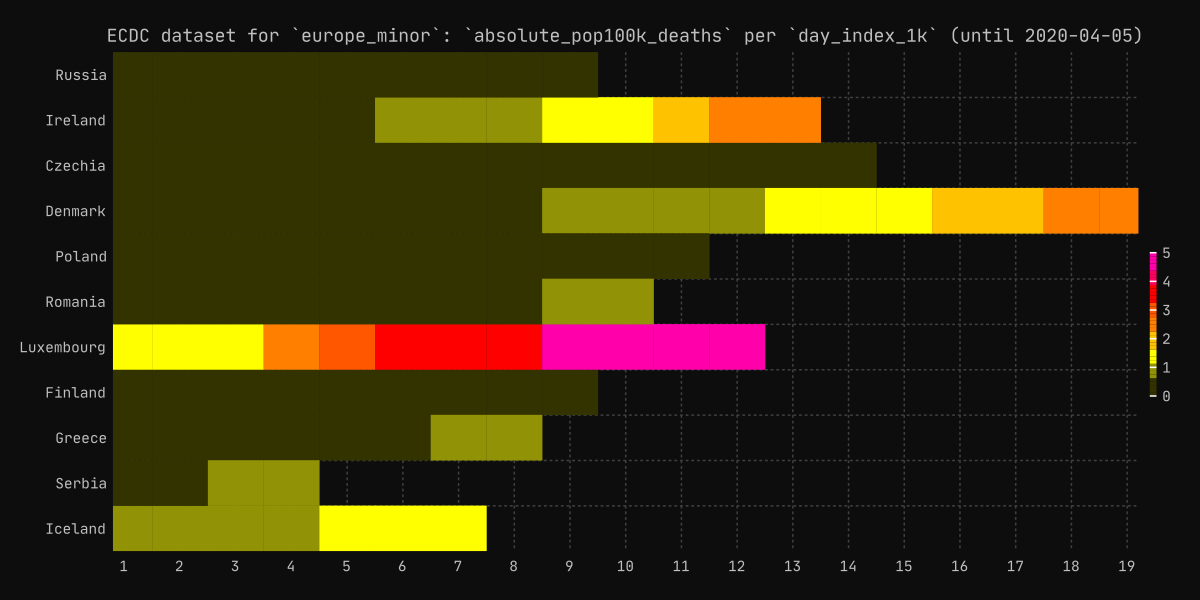 ECDC dataset for `europe_minor`: `absolute_pop100k_deaths` per `day_index_1k` (until 2020-04-05)
Russia
Ireland
Czechia
Denmark
Poland
Romania
Luxembourg
Finland
Greece
Serbia
Iceland
1 2 3 4 5 6 7 8 9 10 11 12 13 14 15 16 17 18 19
5
4
3
2
1
0